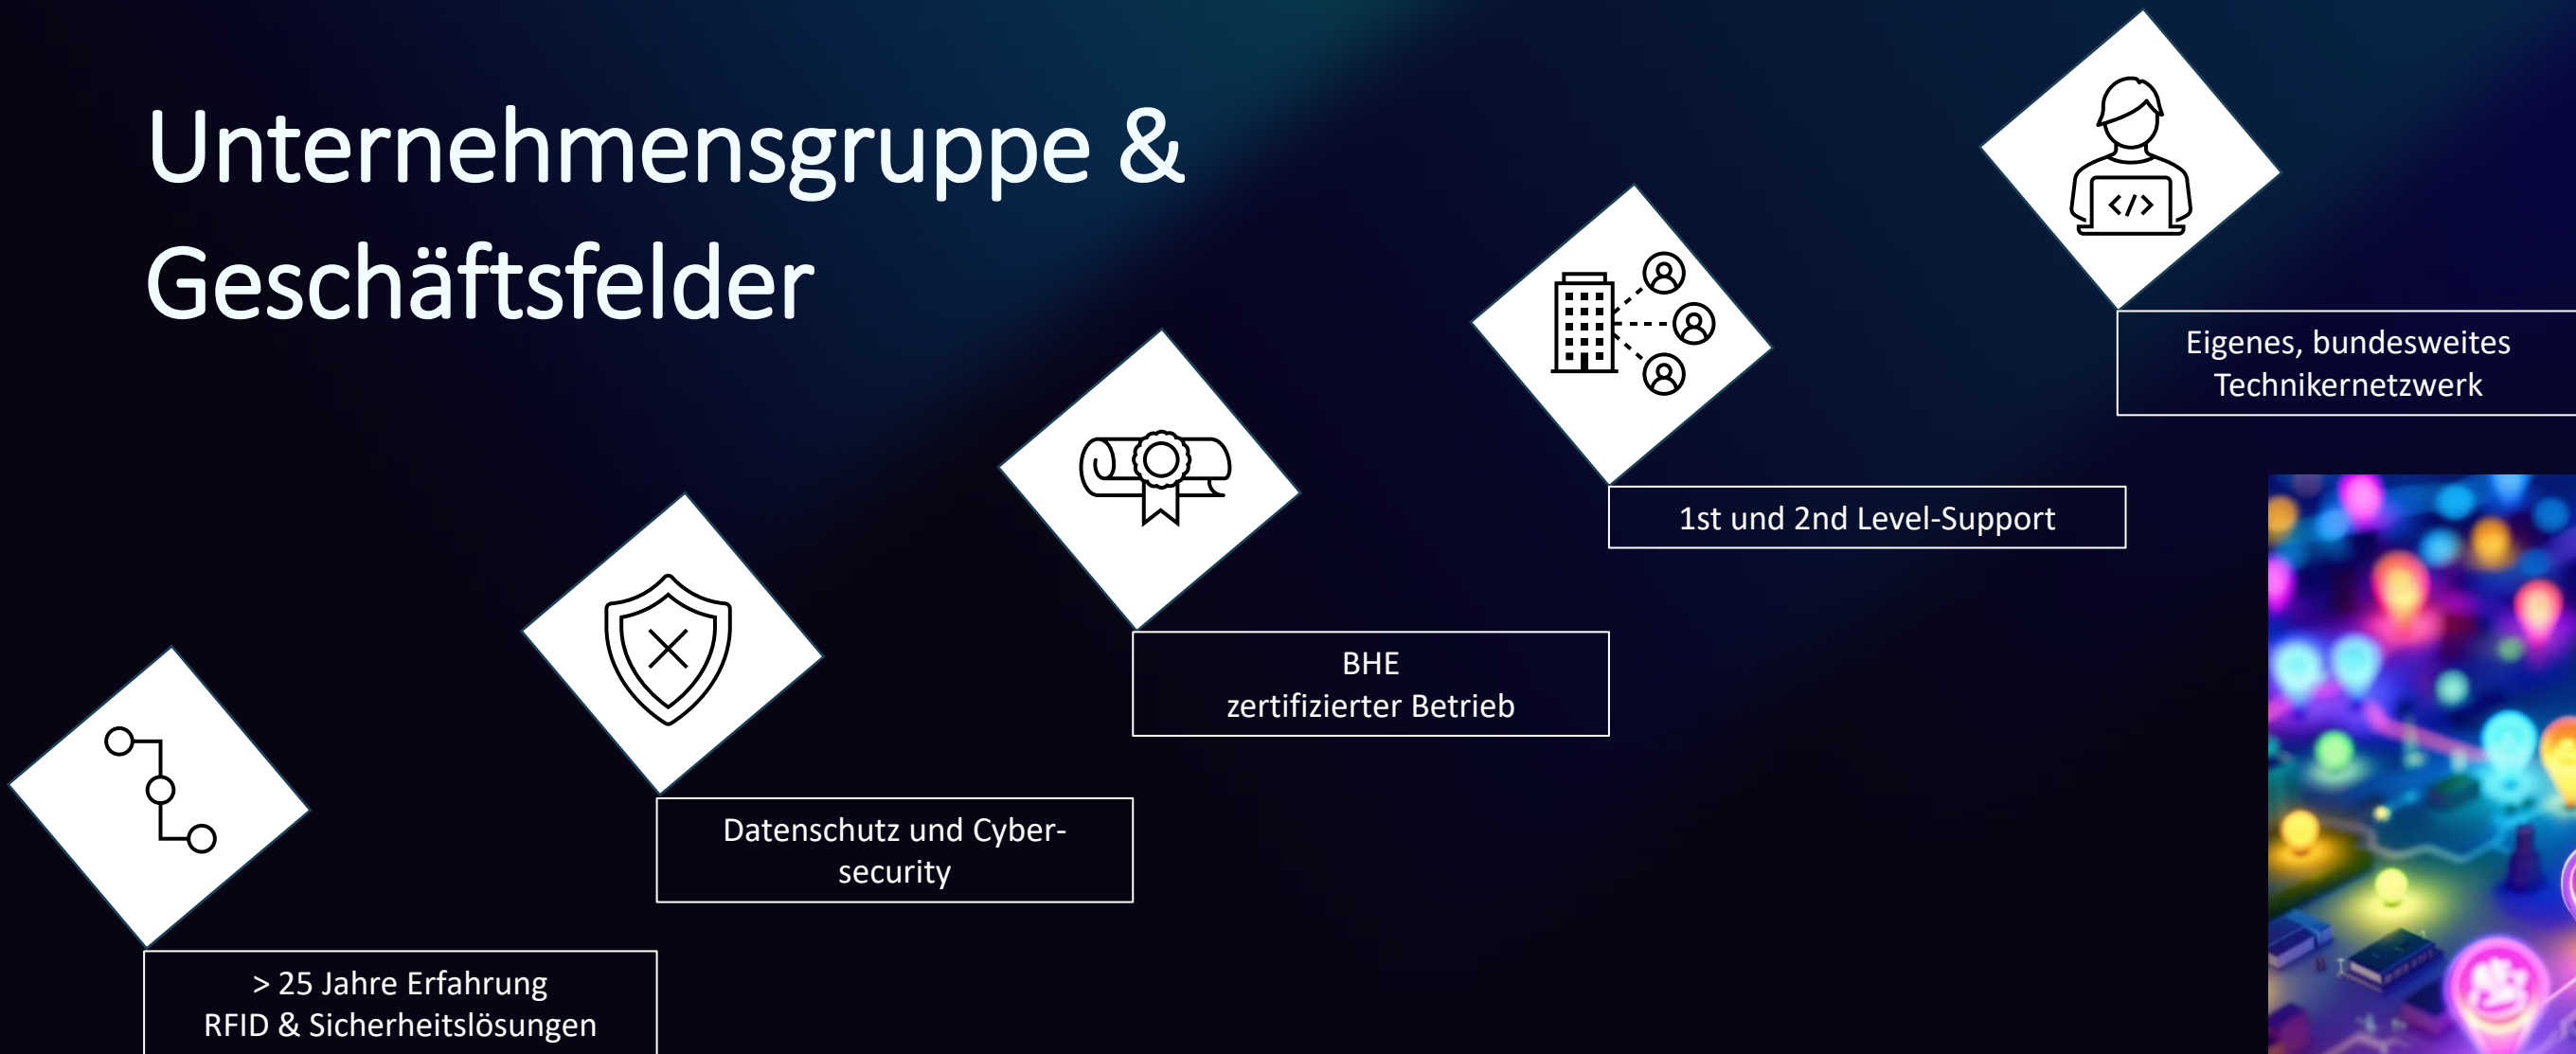 Unternehmensgruppe &
Geschäftsfelder
</>
Eigenes, bundesweites
Technikernetzwerk
1st und 2nd Level-Support
BHE
zertifizierter Betrieb
Datenschutz und Cyber-
security
> 25 Jahre Erfahrung
RFID & Sicherheitslösungen